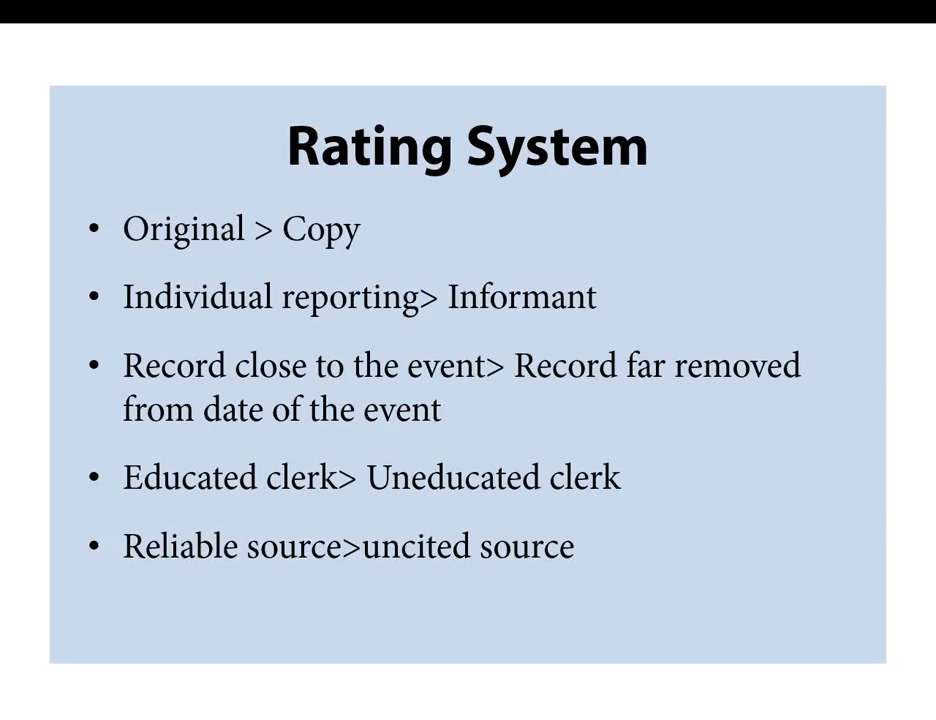 Rating System
• Original > Copy
• Individual reporting> Informant
• Record close to the event> Record far removed
from date of the event
• Educated clerk> Uneducated clerk
• Reliable source>uncited source